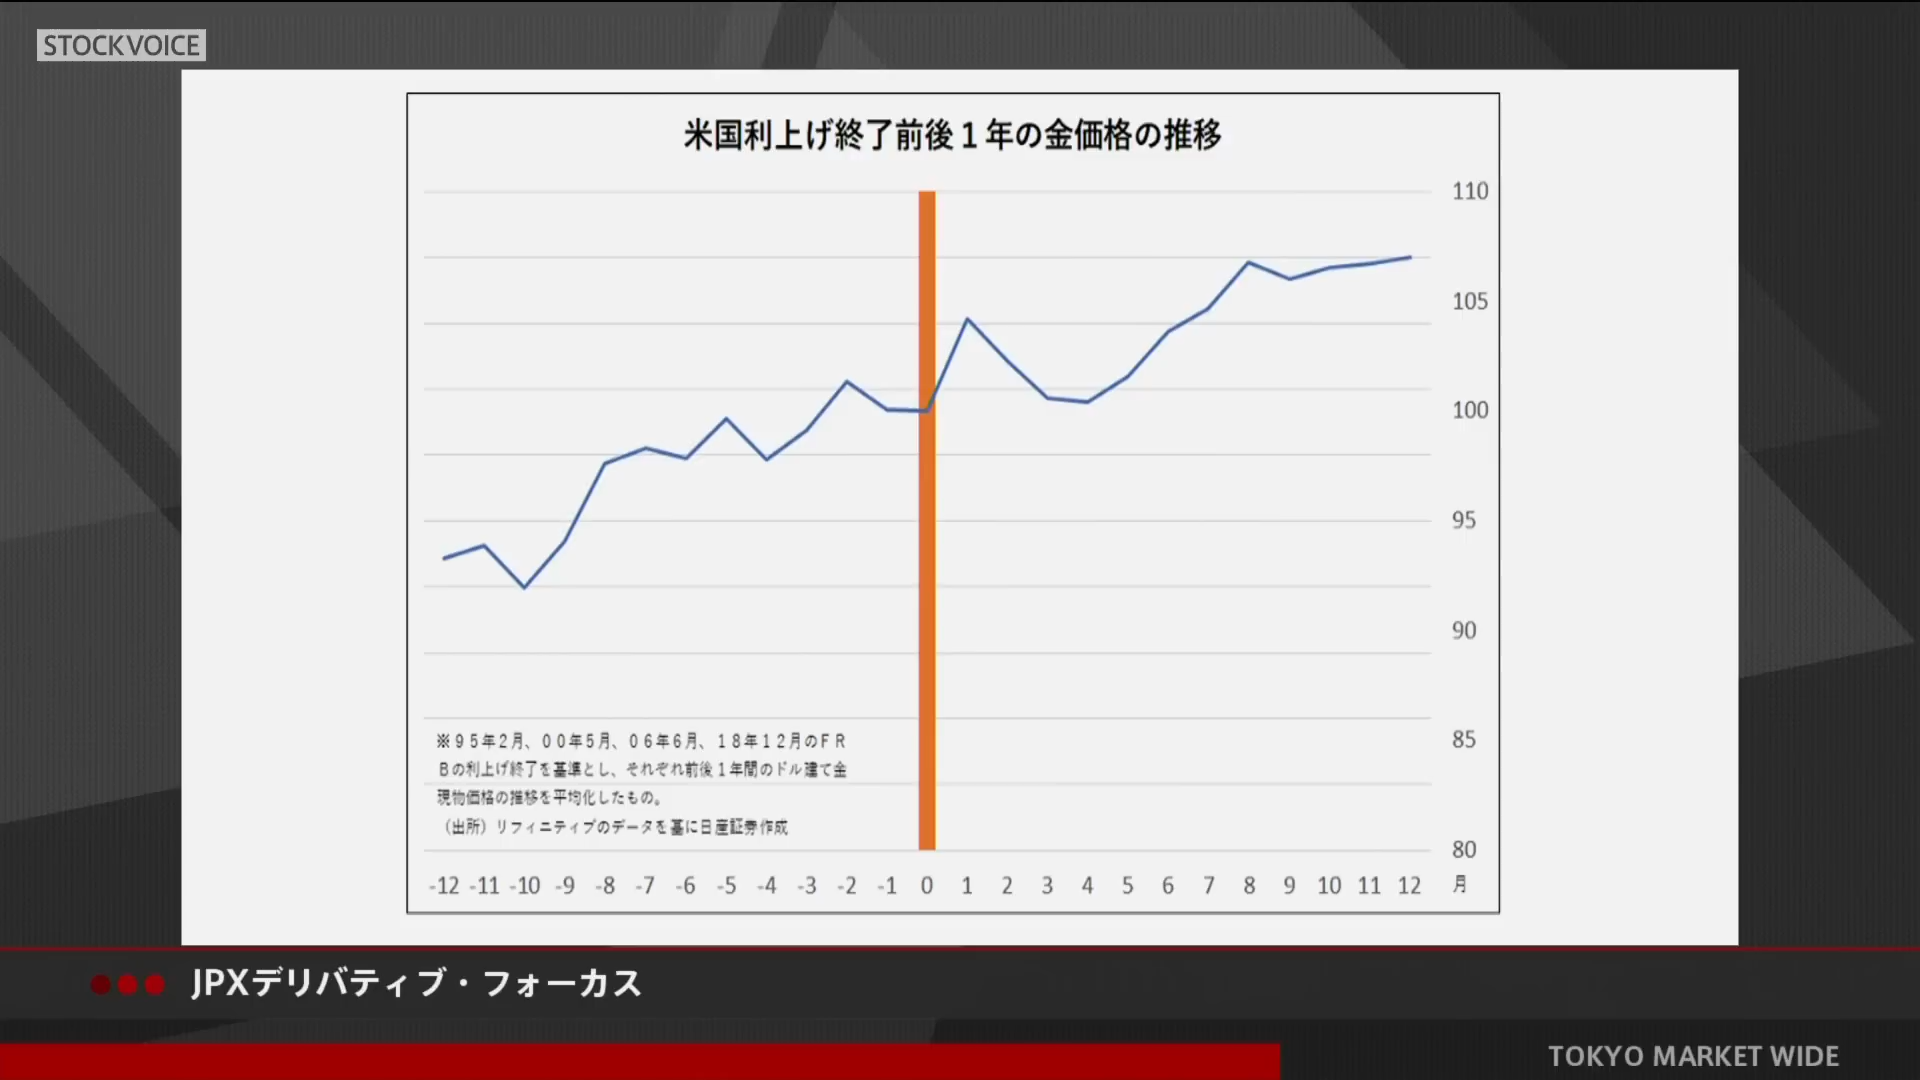 STOCKVOICE
米国利上げ終了前後1年の金価格の推移
110
105
100
95
90
85
80
※95年2月、00年5月、06年6月、18年12月のFR
Bの利上げ終了を基準とし、それぞれ前後1年間のドル建て金
現物価格の推移を平均化したもの。
（出所）リフィニティブのデータを基に日産証券作成
-12 -11 -10 -9 -8 -7 -6 -5 -4 -3 -2 -1 0 1 2 3 4 5 6 7 8 9 10 11 12 月
JPXデリバティブ・フォーカス
TOKYO MARKET WIDE